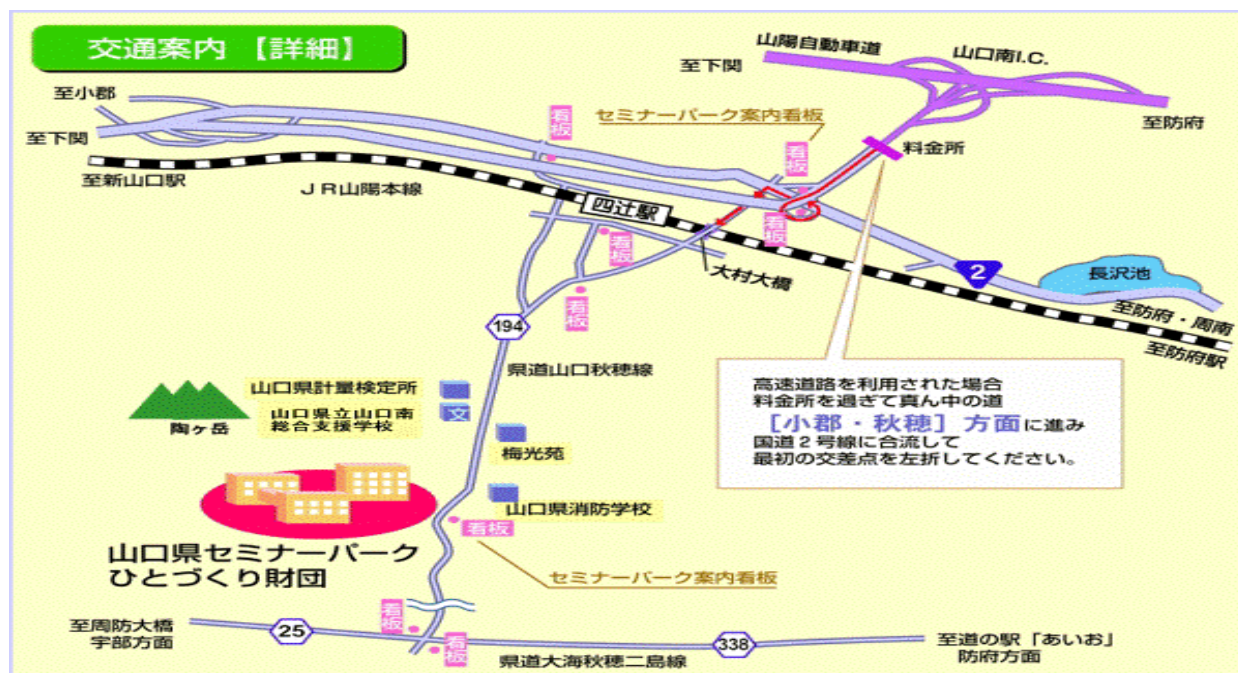 交通案内【詳細】
山陽自動車道
山口南I.C.
至下関
至防府
料金所
至小郡
至下関
至新山口駅
JR山陽本線
看板
セミナーパーク案内看板
看板
看板
四辻駅
看板
大村大橋
看板
2
長沢池
至防府・周南
至防府駅
194
県道山口秋穂線
高速道路を利用された場合
料金所を過ぎて真ん中の道
[小郡・秋穂]方面に進み
国道2号線に合流して
最初の交差点を左折してください。
陶ヶ岳
山口県計量検定所
山口県立山口南
総合支援学校
文
梅光苑
山口県消防学校
看板
山口県セミナーパーク
ひとづくり財団
セミナーパーク案内看板
至周防大橋
宇部方面
25
看板
看板
県道大海秋穂二島線
338
至道の駅「あいお」
防府方面